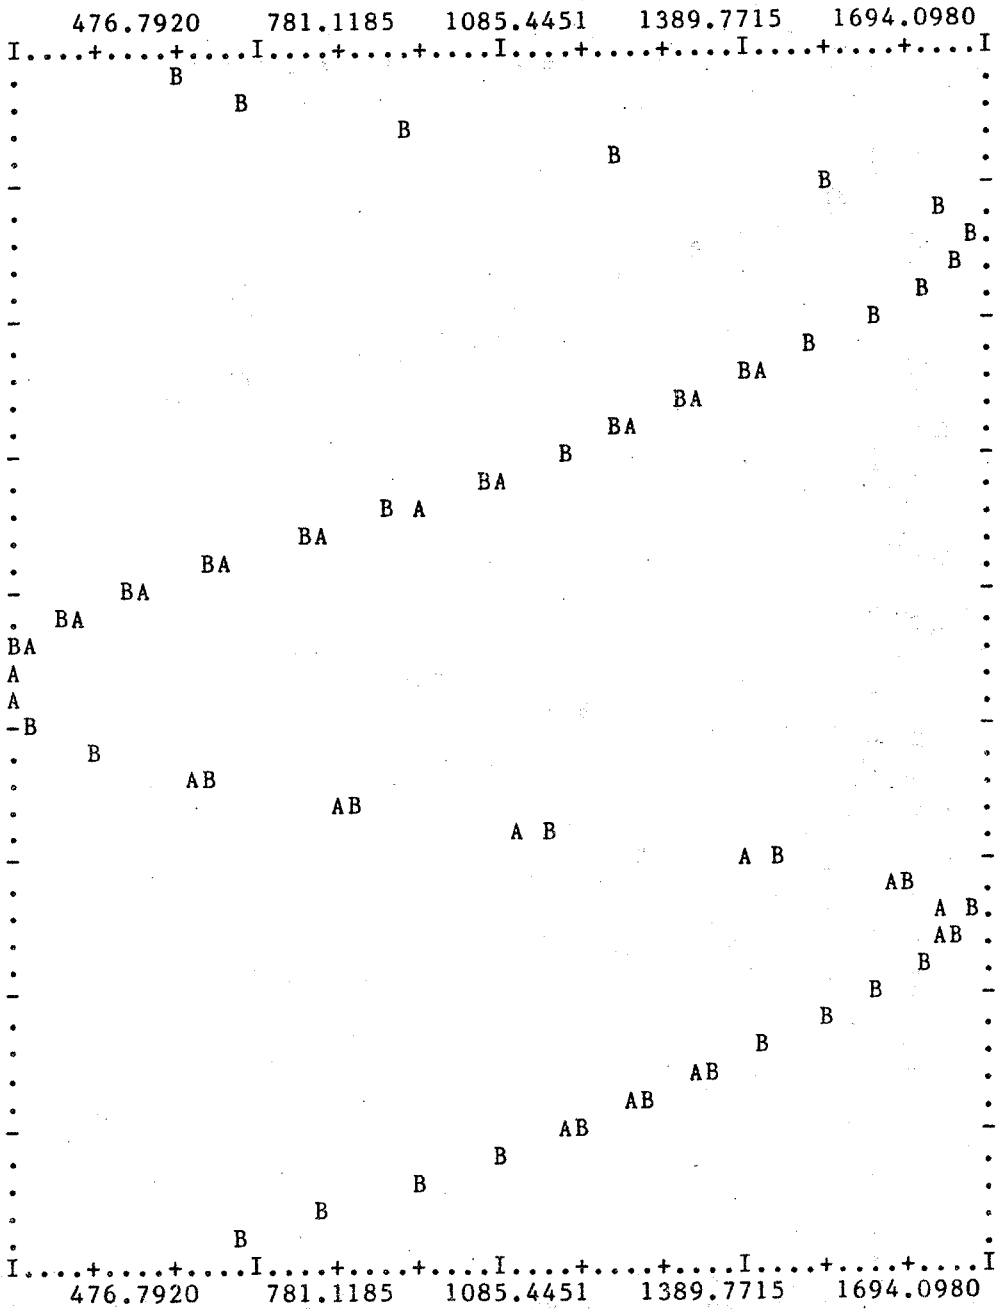 476.7920 781.1185 1085.4451 1389.7715 1694.0980
I....+....+....I....+....+....I....+....+....I....+....+....I
. B .
. B .
. B .
. B .
- B -
. B .
. B.
. B .
. B .
- B -
. B .
. BA .
. BA .
. BA .
- B -
. BA .
. B A .
. BA .
. BA .
- BA -
. BA .
BA .
A .
A .
-B -
. B .
. AB .
. AB .
. A B .
- A B -
. AB .
. A B.
. AB .
. B .
- B -
. B .
. B .
. AB .
. AB .
- AB -
. B .
. B .
. B .
. B .
I....+....+....I....+....+....I....+....+....I....+....+....I
476.7920 781.1185 1085.4451 1389.7715 1694.0980